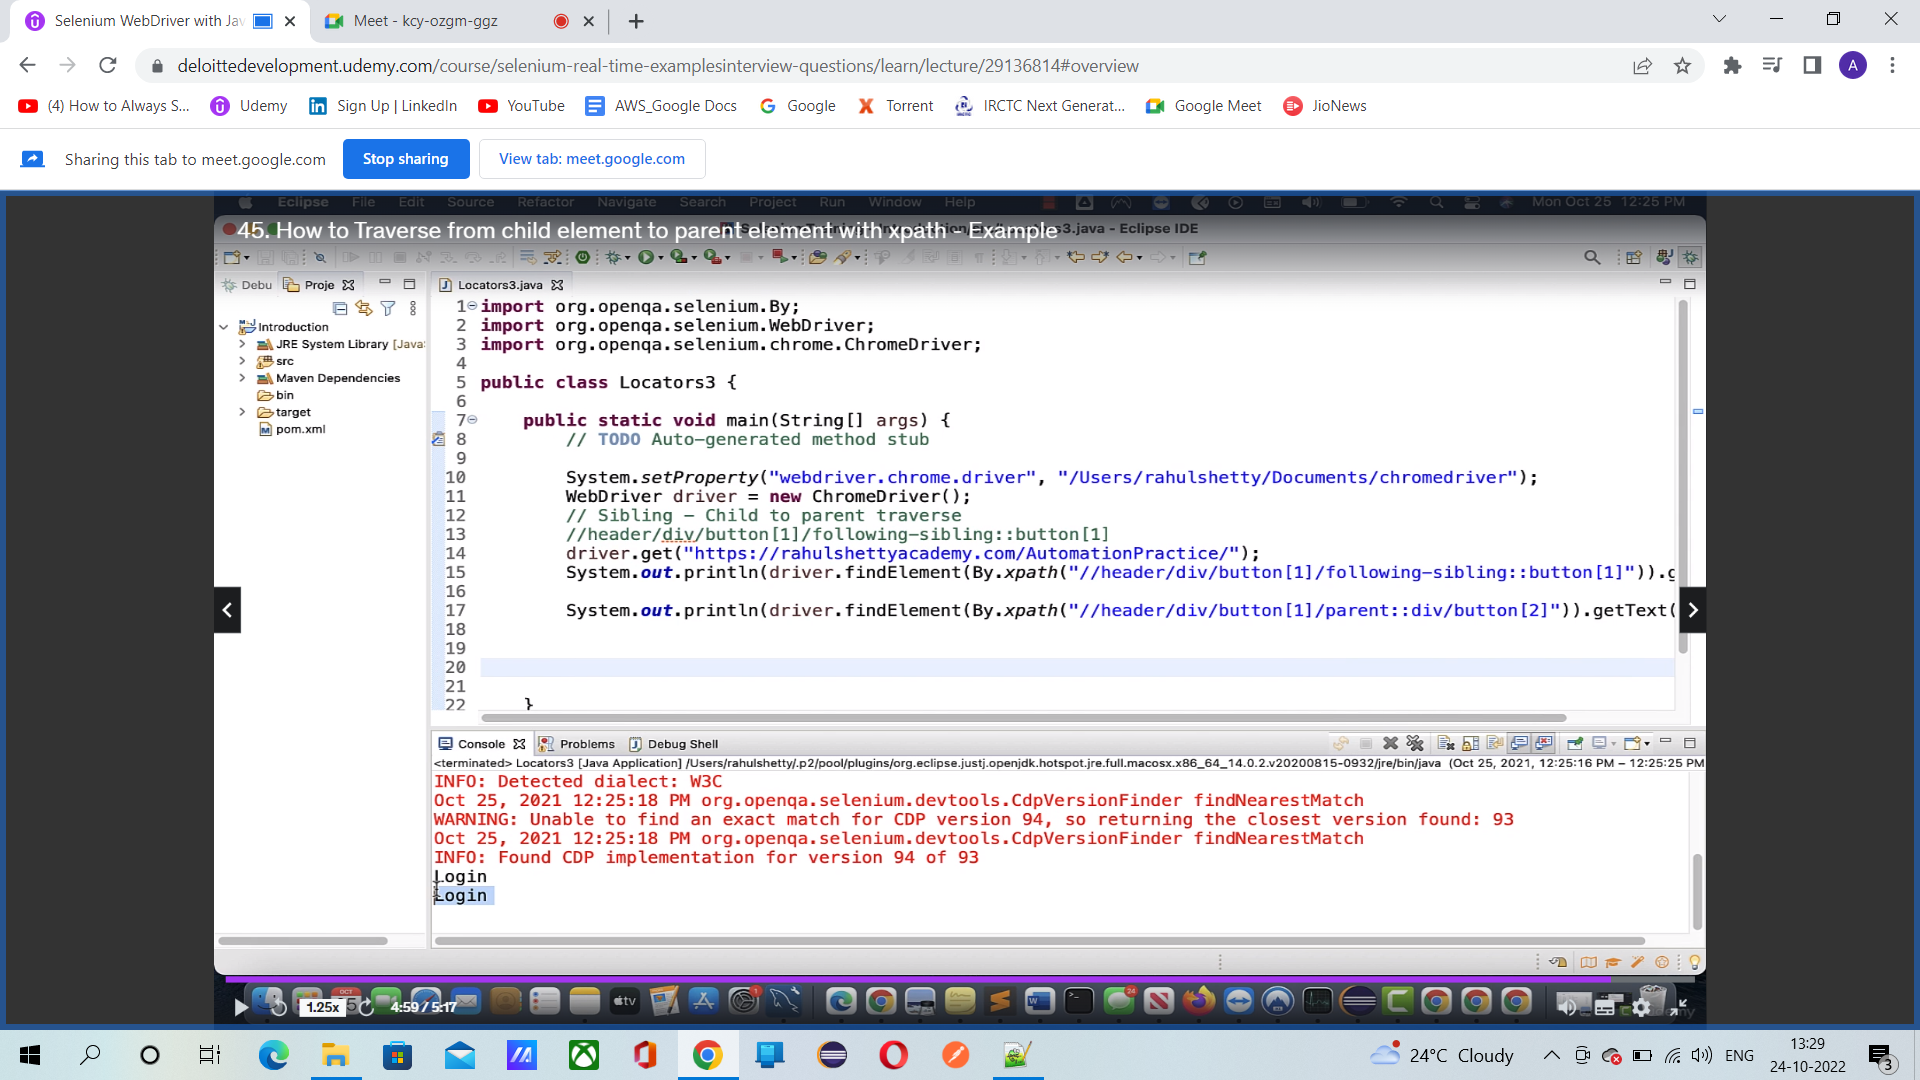 Selenium WebDriver with Jav
Meet - kcy-ozgm-ggz
deloittedevelopment.udemy.com/course/selenium-real-time-examplesinterview-questions/learn/lecture/29136814#overview
A
(4) How to Always S...
Udemy
Sign Up | LinkedIn
YouTube
AWS_Google Docs
Google
Torrent
IRCTC Next Generat...
Google Meet
JioNews
Sharing this tab to meet.google.com
Stop sharing
View tab: meet.google.com
Eclipse File Edit Source Refactor Navigate Search Project Run Window Help Mon Oct 25 12:25 PM
45. How to Traverse from child element to parent element with xpath - Example
s3.java - Eclipse IDE
Debu
Proje
Locators3.java
Introduction
JRE System Library [Java
src
Maven Dependencies
bin
target
pom.xml
1 import org.openqa.selenium.By;
2 import org.openqa.selenium.WebDriver;
3 import org.openqa.selenium.chrome.ChromeDriver;
4
5 public class Locators3 {
6
7 public static void main(String[] args) {
8 // TODO Auto-generated method stub
9
10 System.setProperty("webdriver.chrome.driver", "/Users/rahulshetty/Documents/chromedriver");
11 WebDriver driver = new ChromeDriver();
12 // Sibling - Child to parent traverse
13 //header/div/button[1]/following-sibling::button[1]
14 driver.get("https://rahulshettyacademy.com/AutomationPractice/");
15 System.out.println(driver.findElement(By.xpath("//header/div/button[1]/following-sibling::button[1]")).g
16
17 System.out.println(driver.findElement(By.xpath("//header/div/button[1]/parent::div/button[2]")).getText(
18
19
20
21
22 }
Console
Problems
Debug Shell
<terminated> Locators3 [Java Application] /Users/rahulshetty/.p2/pool/plugins/org.eclipse.justj.openjdk.hotspot.jre.full.macosx.x86_64_14.0.2.v20200815-0932/jre/bin/java (Oct 25, 2021, 12:25:16 PM – 12:25:25 PM
INFO: Detected dialect: W3C
Oct 25, 2021 12:25:18 PM org.openqa.selenium.devtools.CdpVersionFinder findNearestMatch
WARNING: Unable to find an exact match for CDP version 94, so returning the closest version found: 93
Oct 25, 2021 12:25:18 PM org.openqa.selenium.devtools.CdpVersionFinder findNearestMatch
INFO: Found CDP implementation for version 94 of 93
Login
Login
1.25x
4:59 / 5:17
24°C Cloudy
ENG
13:29
24-10-2022
3